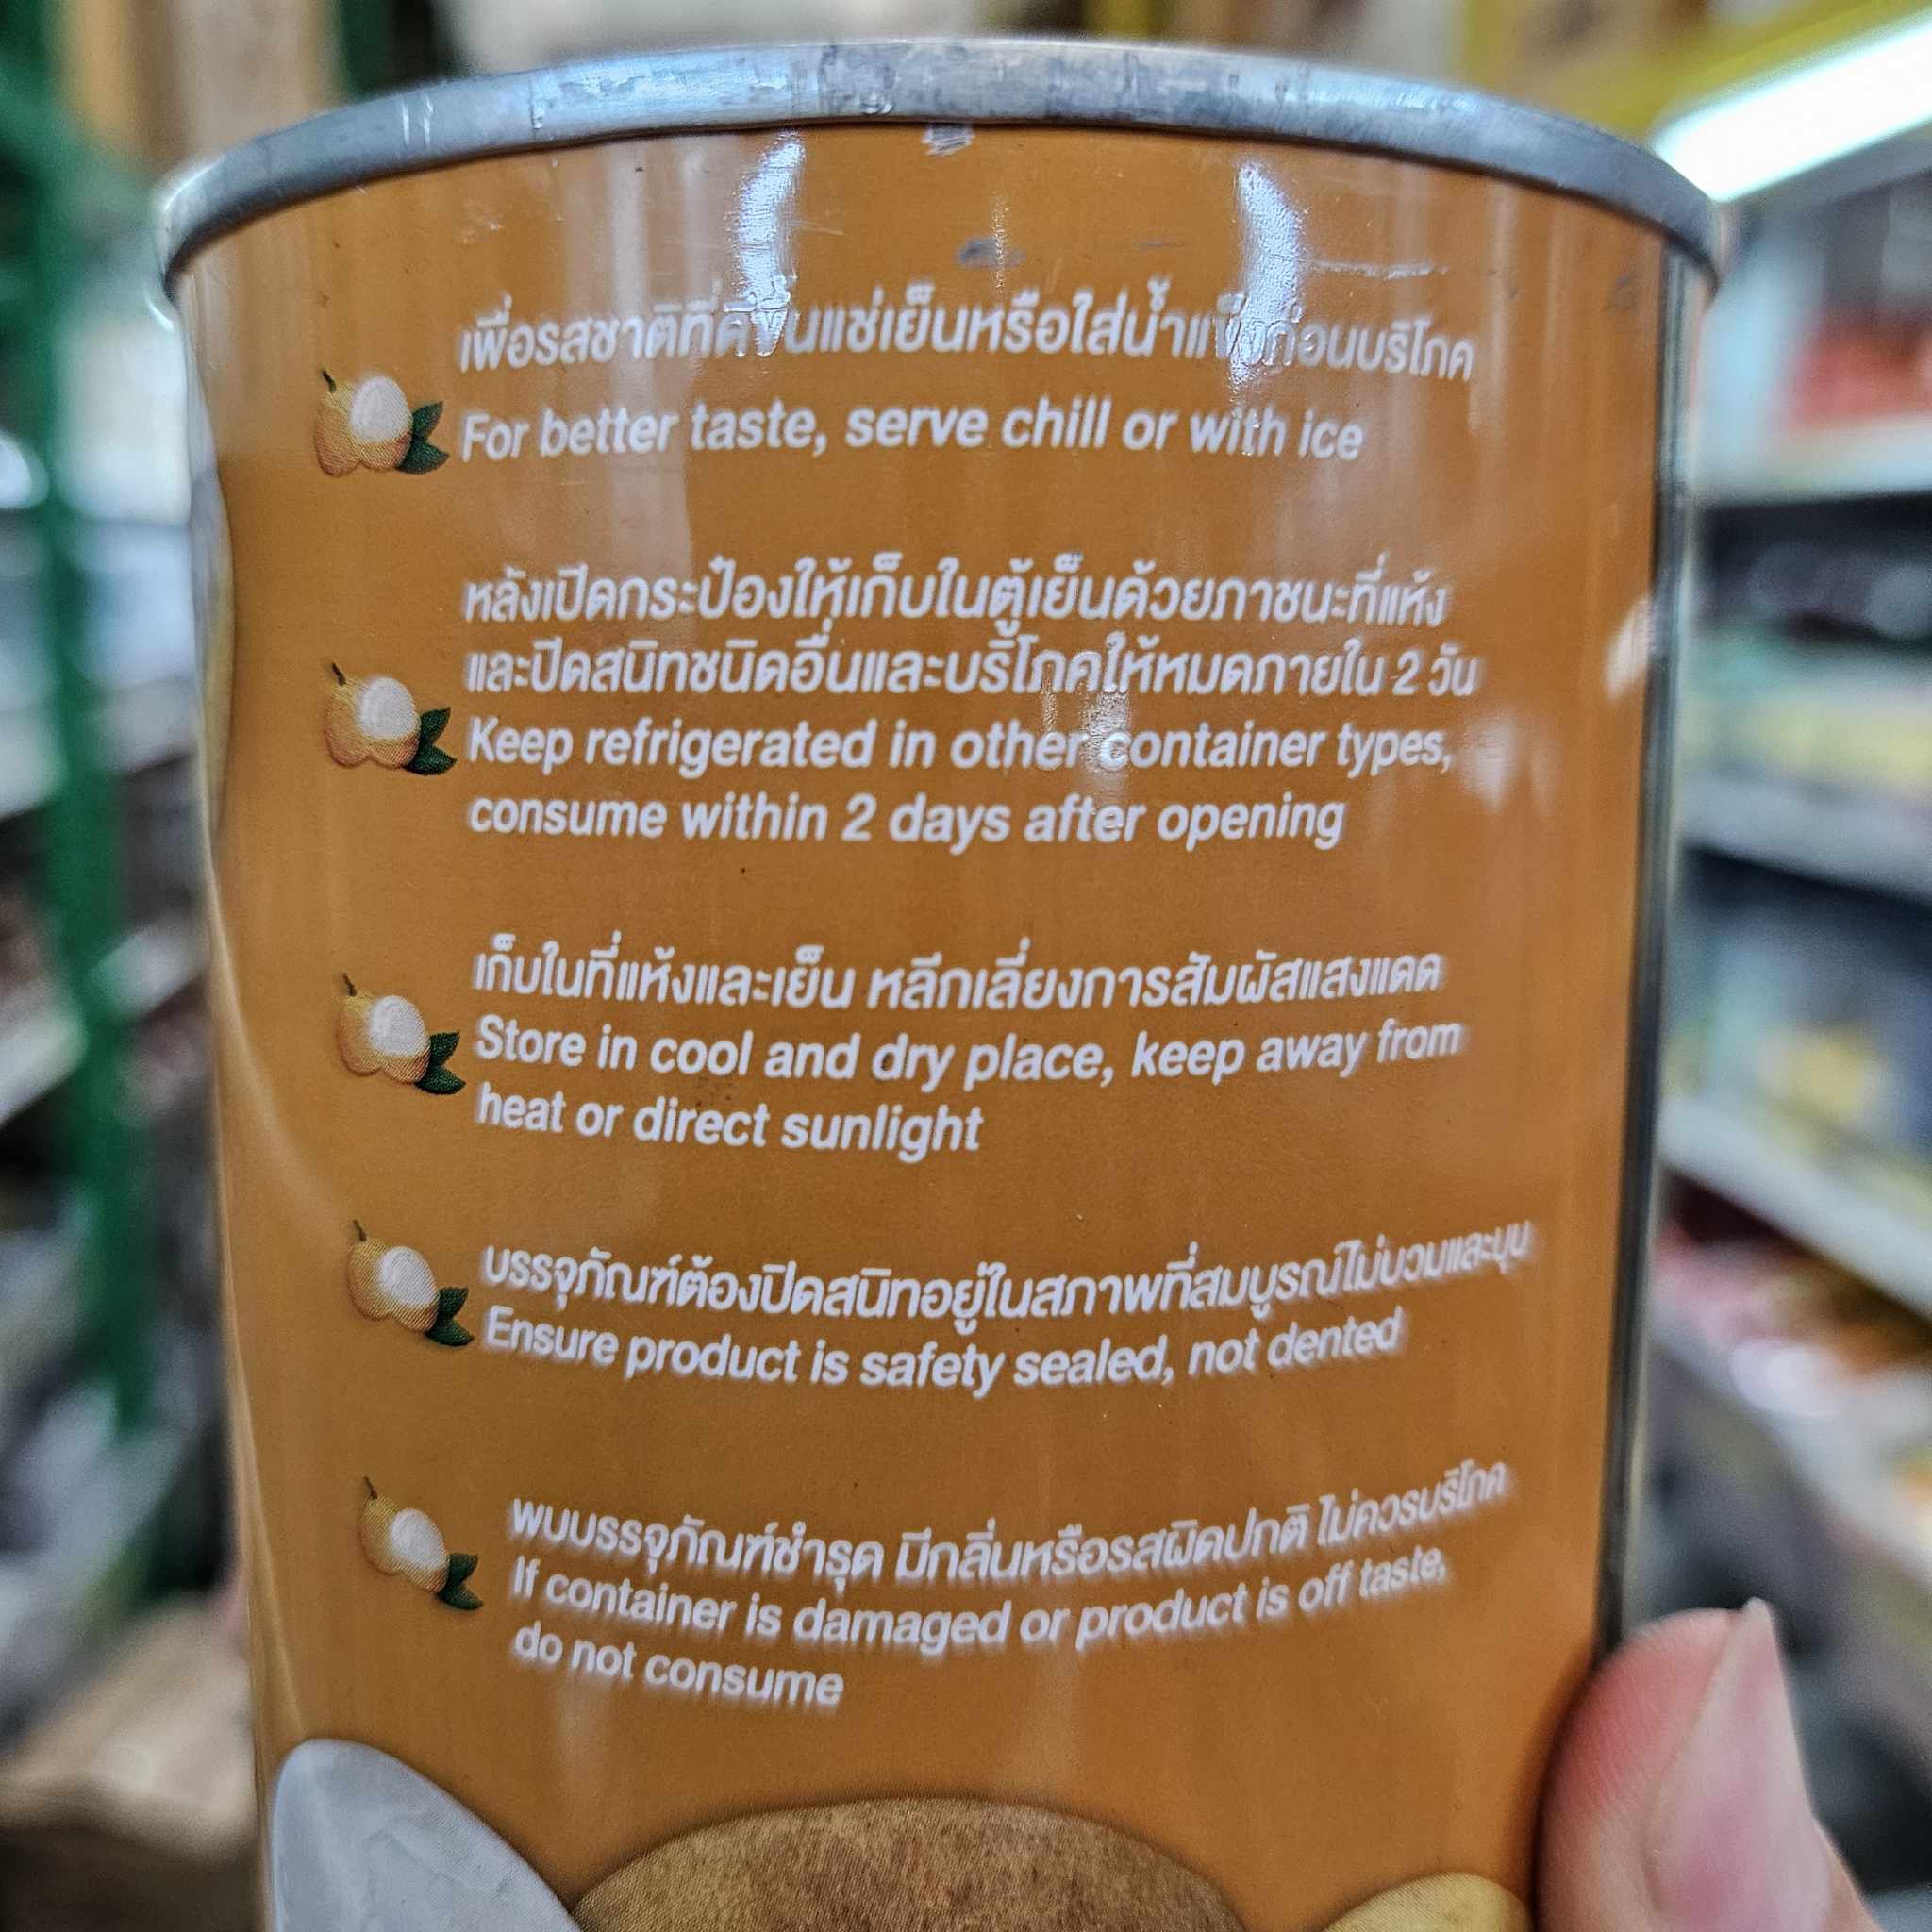 เพื่อรสชาติที่ดีขึ้นแช่เย็นหรือใส่น้ำแข็งก่อนบริโภค
For better taste, serve chill or with ice
หลังเปิดกระป๋องให้เก็บในตู้เย็นด้วยภาชนะที่แห้ง
และปิดสนิทชนิดอื่นและบริโภคให้หมดภายใน 2 วัน
Keep refrigerated in other container types,
consume within 2 days after opening
เก็บในที่แห้งและเย็น หลีกเลี่ยงการสัมผัสแสงแดด
Store in cool and dry place, keep away from
heat or direct sunlight
บรรจุภัณฑ์ต้องปิดสนิทอยู่ในสภาพที่สมบูรณ์ไม่บวมและบุบ
Ensure product is safety sealed, not dented
พบบรรจุภัณฑ์ชำรุด มีกลิ่นหรือรสผิดปกติ ไม่ควรบริโภค
If container is damaged or product is off taste,
do not consume